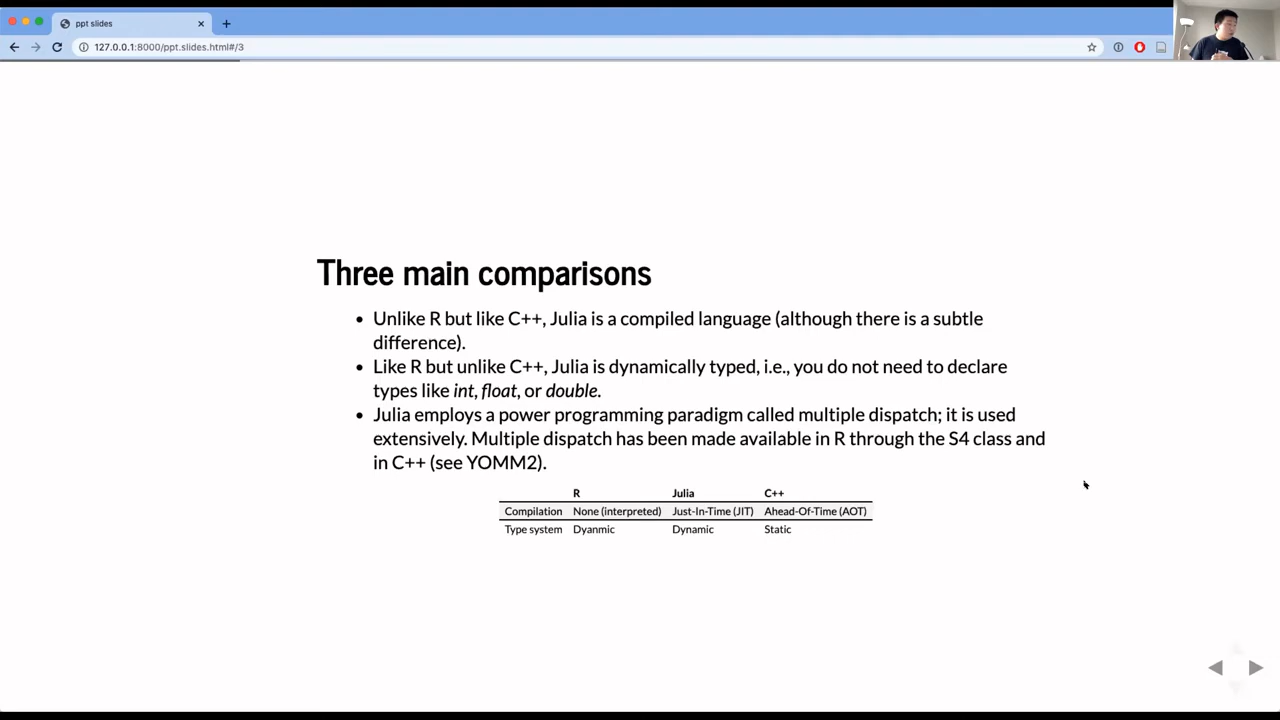 ppt slides
127.0.0.1:8000/ppt.slides.html#/3
Three main comparisons
• Unlike R but like C++, Julia is a compiled language (although there is a subtle
difference).
• Like R but unlike C++, Julia is dynamically typed, i.e., you do not need to declare
types like int, float, or double.
• Julia employs a power programming paradigm called multiple dispatch; it is used
extensively. Multiple dispatch has been made available in R through the S4 class and
in C++ (see YOMM2).
R Julia C++
Compilation None (interpreted) Just-In-Time (JIT) Ahead-Of-Time (AOT)
Type system Dyanmic Dynamic Static